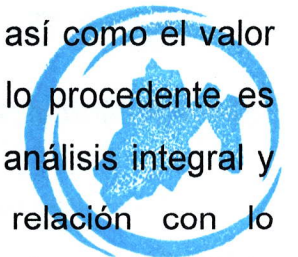 así como el valor
lo procedente es
análisis integral y
relación con lo